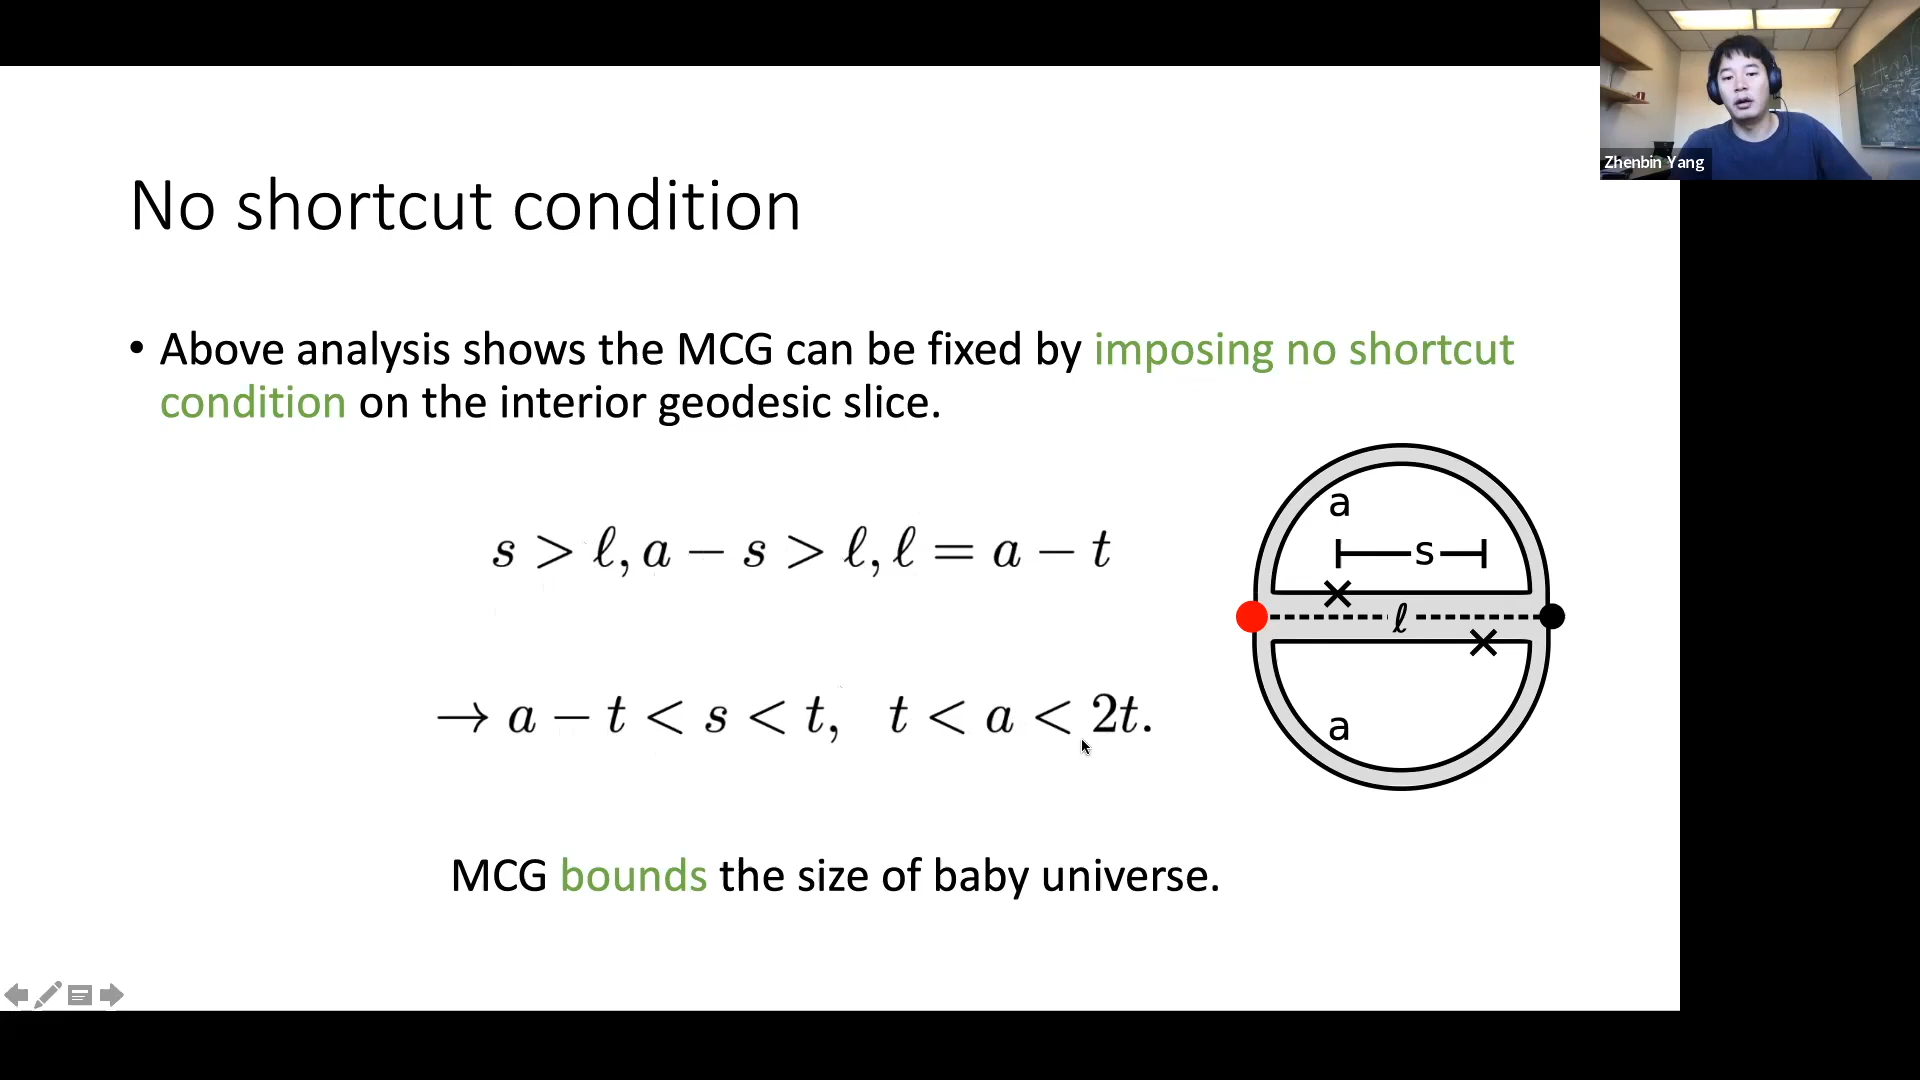 Zhenbin Yang
No shortcut condition
• Above analysis shows the MCG can be fixed by imposing no shortcut
condition on the interior geodesic slice.
s > ℓ, a − s > ℓ, ℓ = a − t
→ a − t < s < t, t < a < 2t.
a
s
ℓ
a
MCG bounds the size of baby universe.